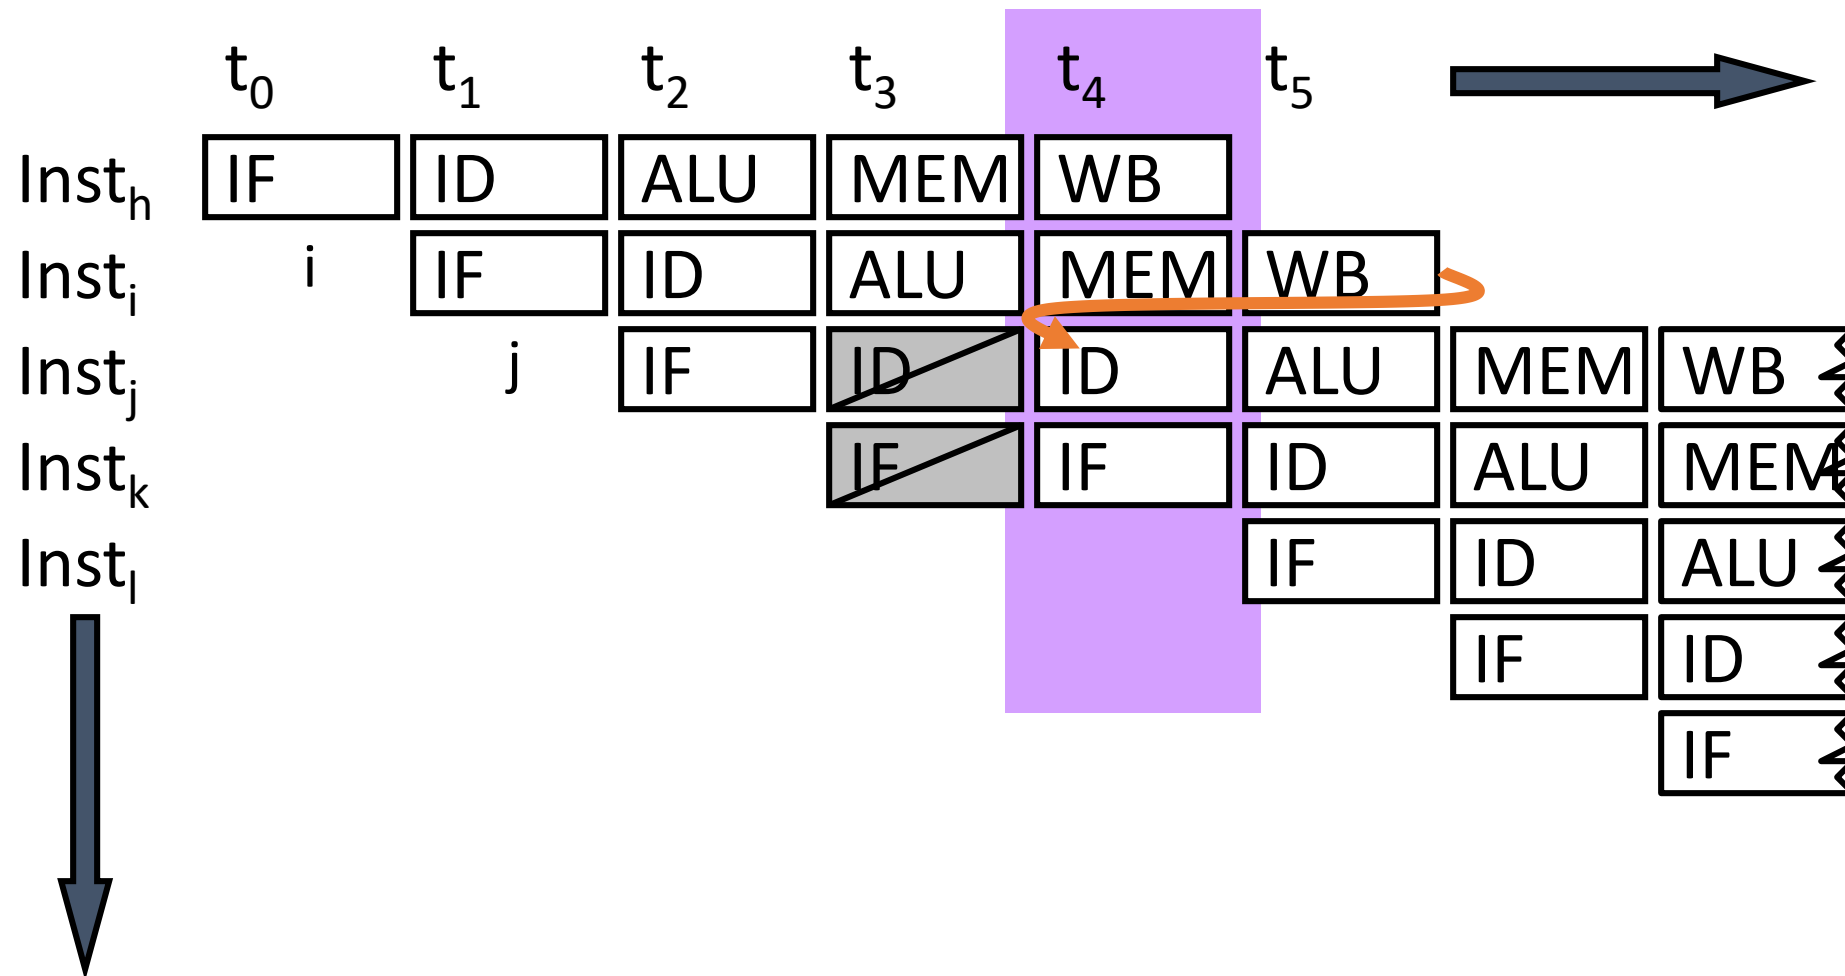 t0 t1 t2 t3 t4 t5
Insth IF ID ALU MEM WB
Insti i IF ID ALU MEM WB
Instj j IF ID ID ALU MEM WB
Instk IF IF ID ALU MEM
Instl IF ID ALU
IF ID
IF